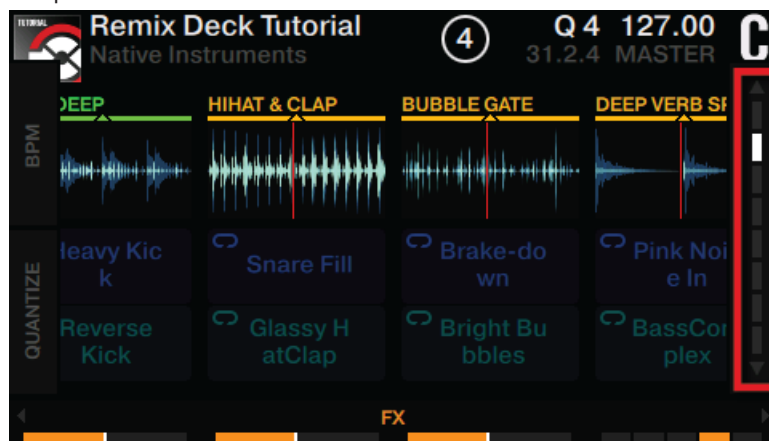 TUTORIAL
Remix Deck Tutorial
Native Instruments
4
Q 4 127.00
31.2.4 MASTER
C
BPM
QUANTIZE
DEEP
HIHAT & CLAP
BUBBLE GATE
DEEP VERB
Heavy Kic
k
Snare Fill
Brake-do
wn
Pink Noi
e In
Reverse
Kick
Glassy H
atClap
Bright Bu
bbles
BassCor
plex
FX